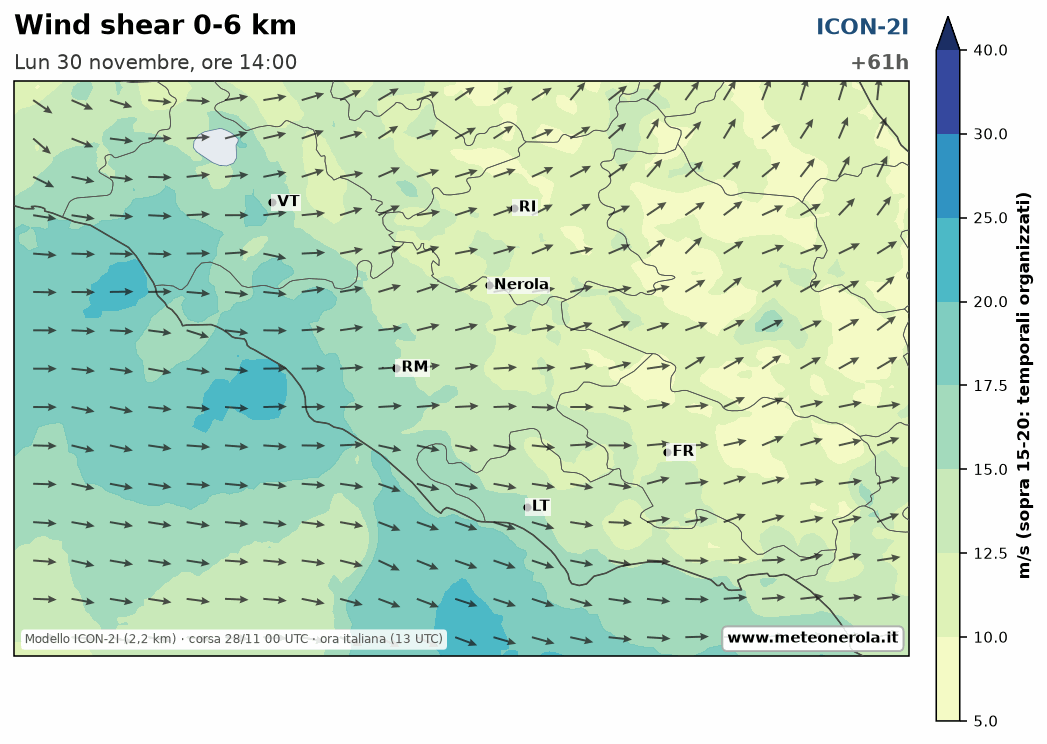 Wind shear 0-6 km
ICON-2I
Lun 30 novembre, ore 14:00
+61h
VT
RI
Nerola
RM
FR
LT
Modello ICON-2I (2,2 km) · corsa 28/11 00 UTC · ora italiana (13 UTC)
www.meteonerola.it
40.0
30.0
25.0
20.0
17.5
15.0
12.5
10.0
5.0
m/s (sopra 15-20: temporali organizzati)